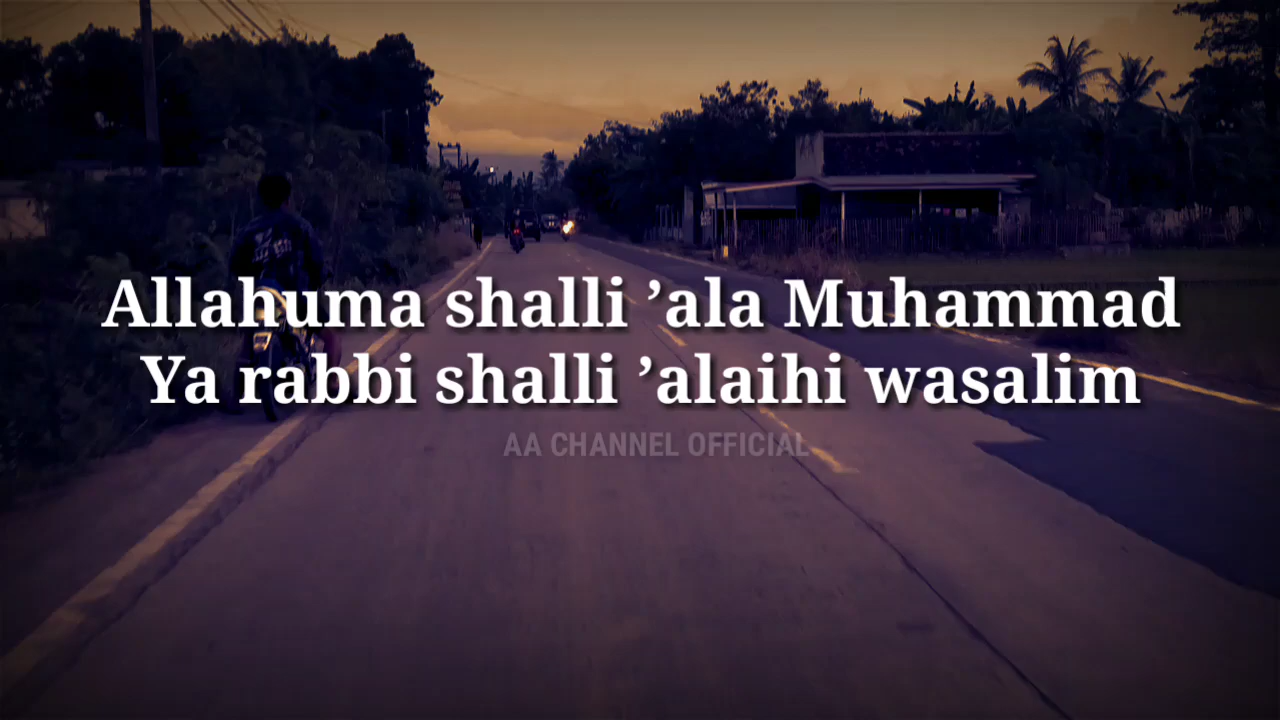 Allahuma shalli ’ala Muhammad
Ya rabbi shalli ’alaihi wasalim
AA CHANNEL OFFICIAL